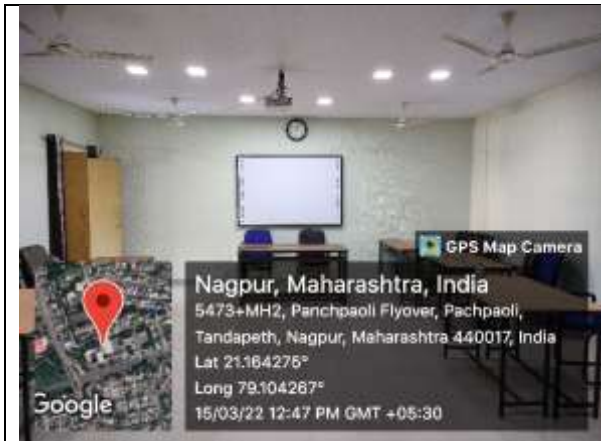 GPS Map Camera
Nagpur, Maharashtra, India
5473+MH2, Panchpaoli Flyover, Pachpaoli,
Tandapeth, Nagpur, Maharashtra 440017, India
Lat 21.164275°
Long 79.104267°
15/03/22 12:47 PM GMT +05:30
Google